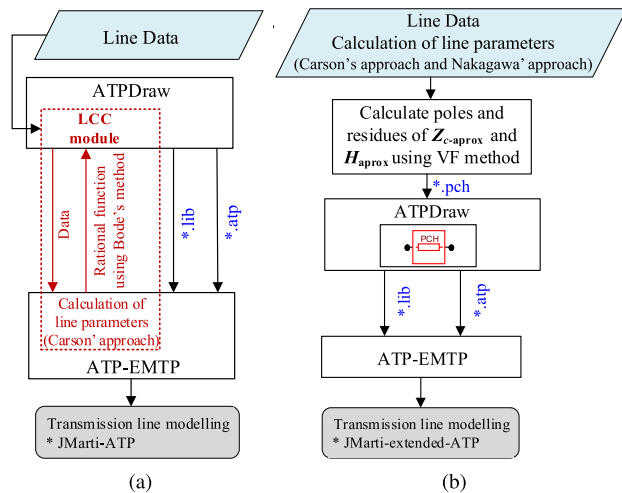 Line Data
ATPDraw
LCC
module
Data
Rational function
using Bode's method
*.lib
*.atp
Calculation of
line parameters
(Carson' approach)
ATP-EMTP
Transmission line modelling
* JMarti-ATP
(a)
Line Data
Calculation of line parameters
(Carson's approach and Nakagawa' approach)
Calculate poles and
residues of Zc-aprox and
Haprox using VF method
*.pch
ATPDraw
PCH
*.lib
*.atp
ATP-EMTP
Transmission line modelling
* JMarti-extended-ATP
(b)